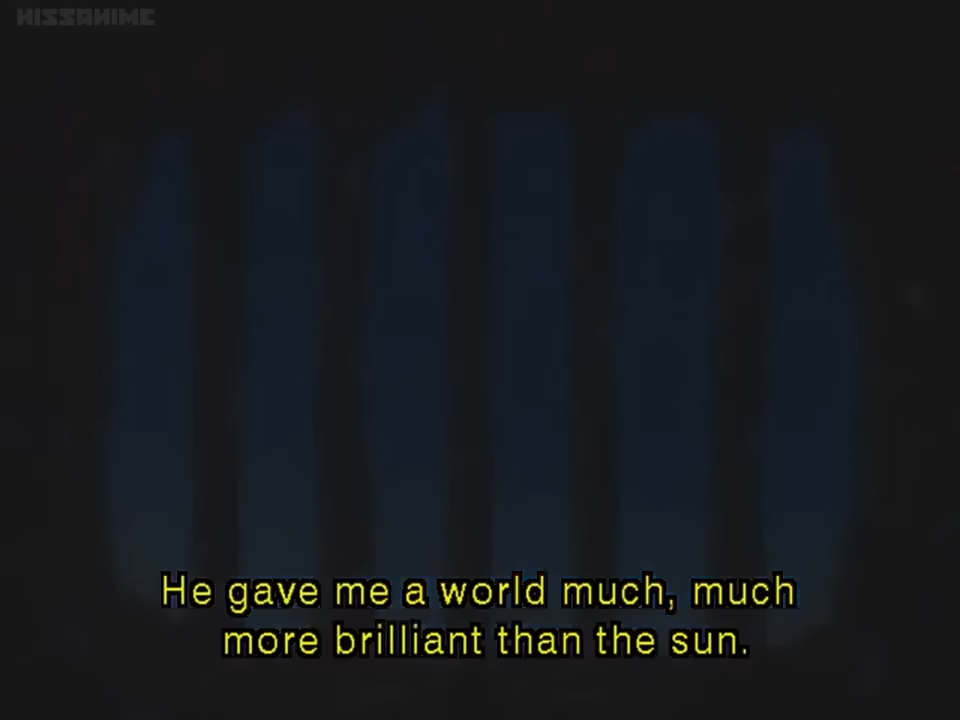 KISSANIME
He gave me a world much, much
more brilliant than the sun.